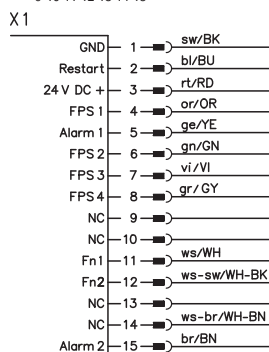 X1
GND 1 sw/BK
Restart 2 bl/BU
24 V DC + 3 rt/RD
FPS 1 4 or/OR
Alarm 1 5 ge/YE
FPS 2 6 gn/GN
FPS 3 7 vi/VI
FPS 4 8 gr/GY
NC 9
NC 10
Fn1 11 ws/WH
Fn2 12 ws-sw/WH-BK
NC 13
NC 14 ws-br/WH-BN
Alarm 2 15 br/BN